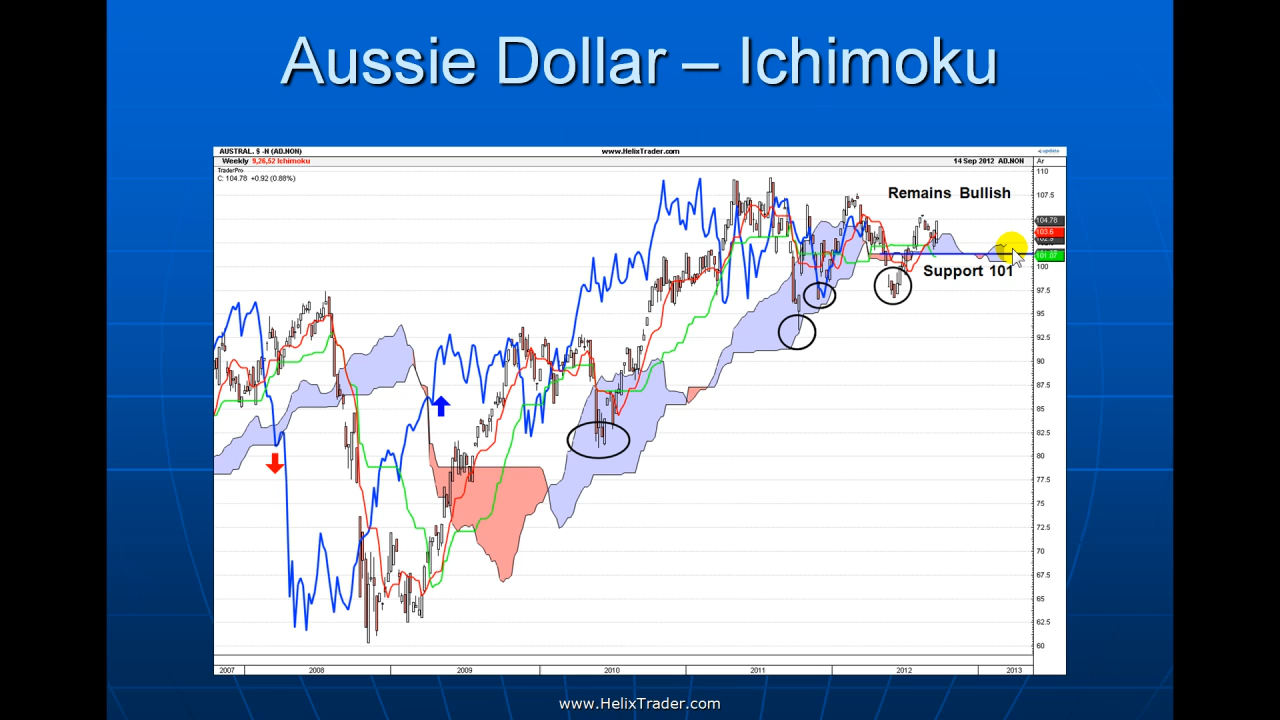 Aussie Dollar – Ichimoku
AUSTRAL. $ -N (AD.NON)
www.HelixTrader.com
update
Weekly 9,26,52 Ichimoku
14 Sep 2012 AD.NON
Ar
TraderPro
C: 104.78 +0.92 (0.88%)
Remains Bullish
Support 101
110
107.5
104.78
103.6
101.07
100
97.5
95
92.5
90
87.5
85
82.5
80
77.5
75
72.5
70
67.5
65
62.5
60
2007
2008
2009
2010
2011
2012
2013
www.HelixTrader.com